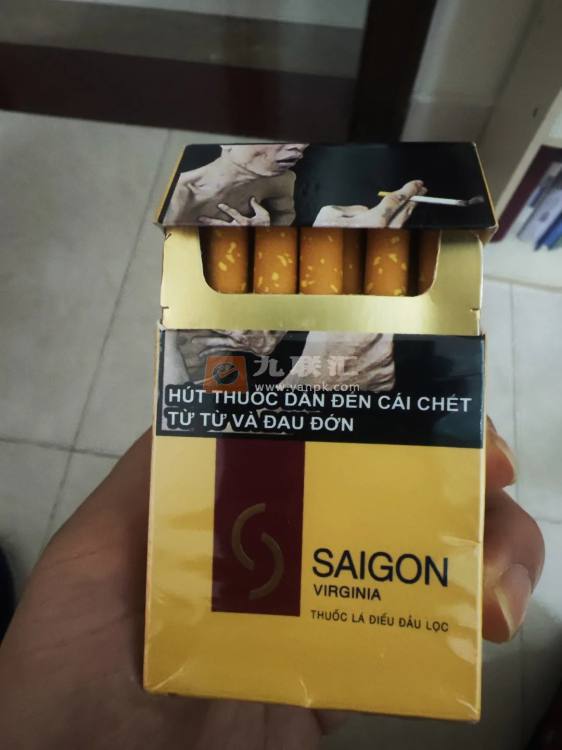 九联汇
www.yanpk.com
HÚT THUỐC DẪN ĐẾN CÁI CHẾT
TỪ TỪ VÀ ĐAU ĐỚN
SAIGON
VIRGINIA
THUỐC LÁ ĐIẾU ĐẦU LỌC